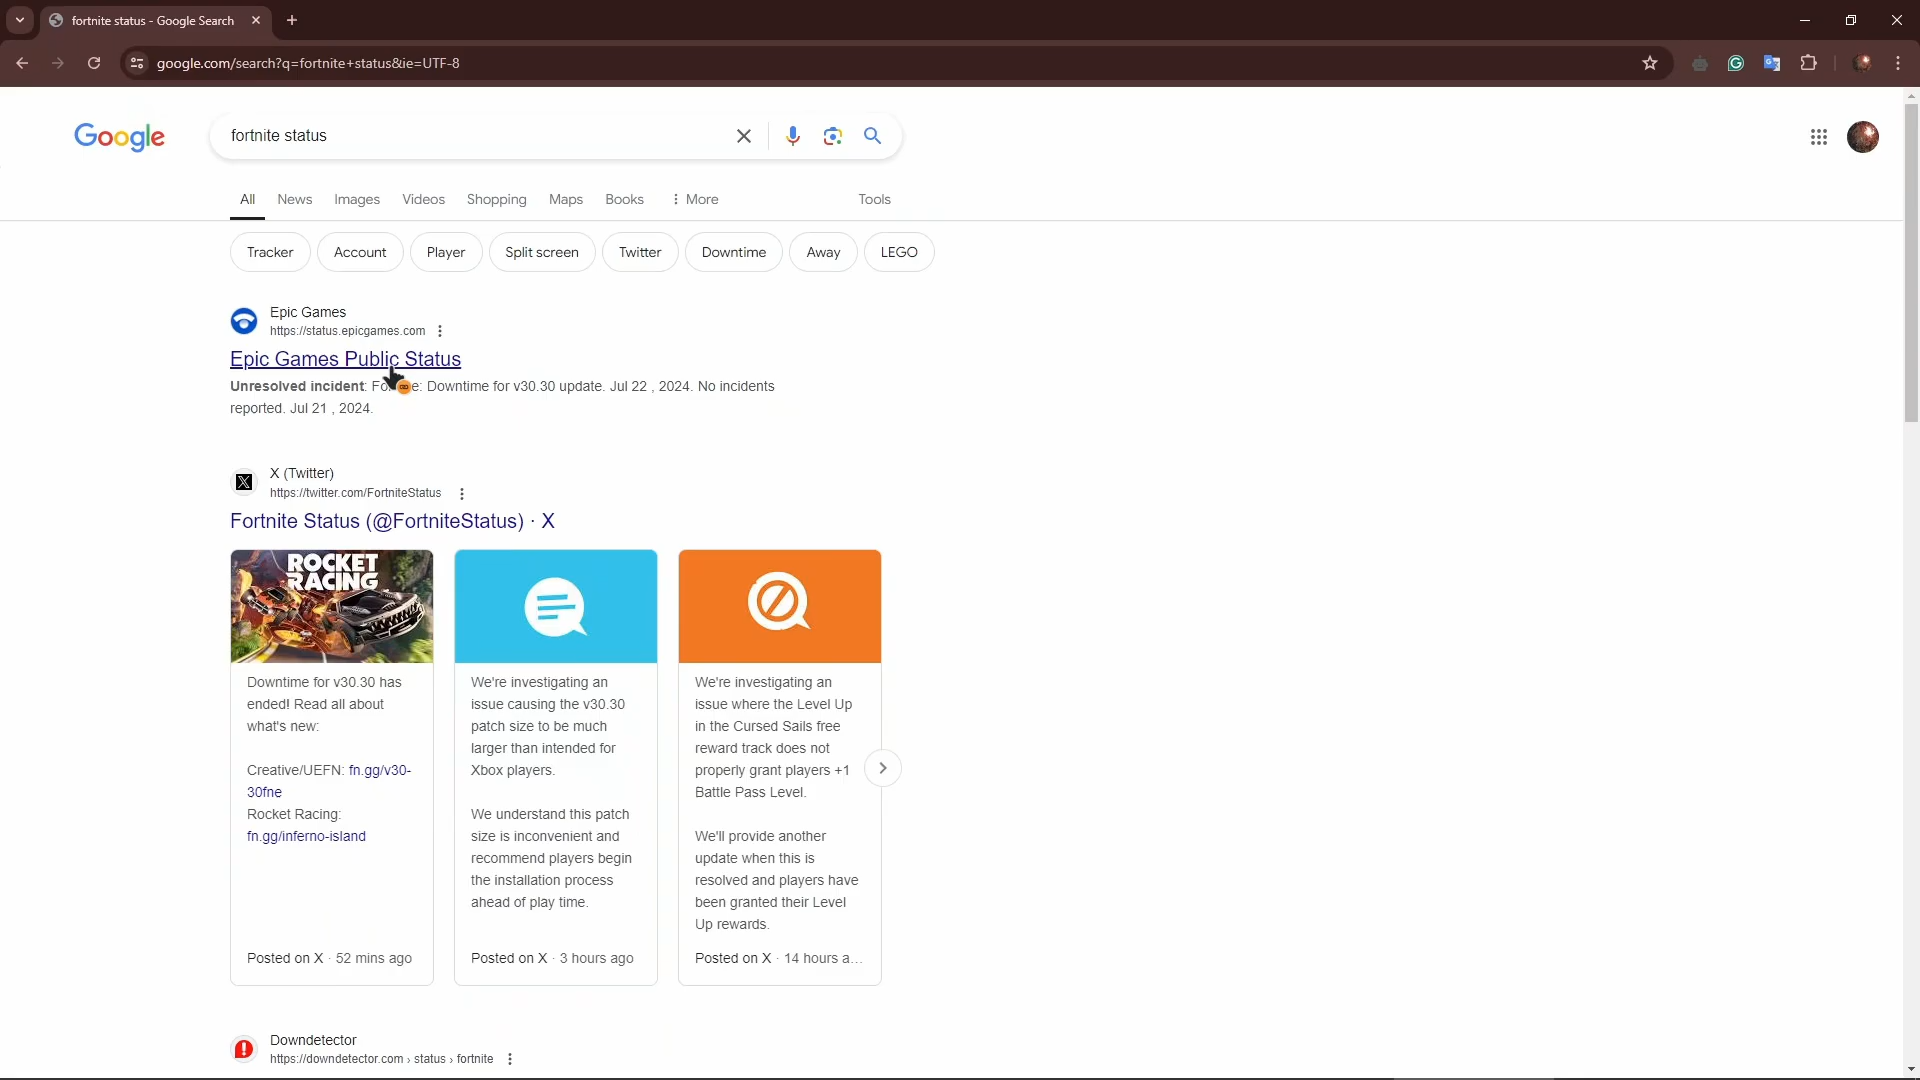 fortnite status - Google Search
google.com/search?q=fortnite+status&ie=UTF-8
Google
fortnite status
All
News
Images
Videos
Shopping
Maps
Books
More
Tools
Tracker
Account
Player
Split screen
Twitter
Downtime
Away
LEGO
Epic Games
https://status.epicgames.com
Epic Games Public Status
Unresolved incident: Downtime for v30.30 update. Jul 22 , 2024. No incidents
reported. Jul 21 , 2024.
X (Twitter)
https://twitter.com/FortniteStatus
Fortnite Status (@FortniteStatus) · X
ROCKET
RACING
Downtime for v30.30 has
ended! Read all about
what's new:
Creative/UEFN: fn.gg/v30-
30fne
Rocket Racing:
fn.gg/inferno-island
Posted on X · 52 mins ago
We're investigating an
issue causing the v30.30
patch size to be much
larger than intended for
Xbox players.
We understand this patch
size is inconvenient and
recommend players begin
the installation process
ahead of play time.
Posted on X · 3 hours ago
We're investigating an
issue where the Level Up
in the Cursed Sails free
reward track does not
properly grant players +1
Battle Pass Level.
We'll provide another
update when this is
resolved and players have
been granted their Level
Up rewards.
Posted on X · 14 hours a...
Downdetector
https://downdetector.com › status › fortnite